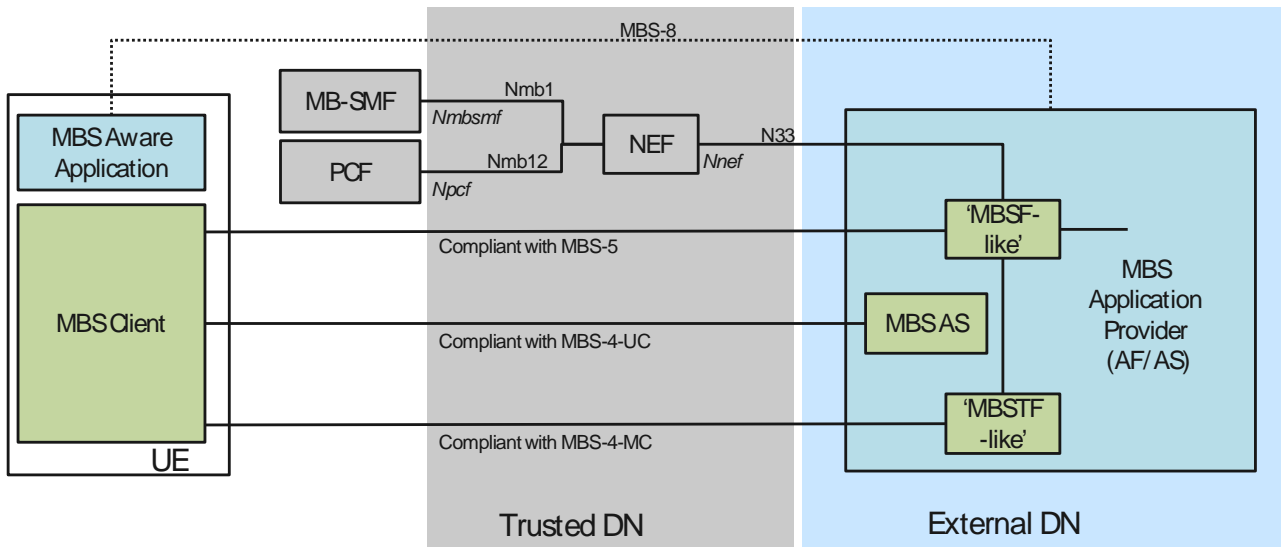 MBS-8
MB-SMF
Nmb1
Nmbsmf
MBS Aware
Application
NEF
N33
Nnef
PCF
Nmb12
Npcf
'MBSF-
like'
Compliant with MBS-5
MBS
Application
Provider
(AF/AS)
MBS Client
MBS AS
Compliant with MBS-4-UC
'MBSTF
-like'
Compliant with MBS-4-MC
UE
Trusted DN
External DN